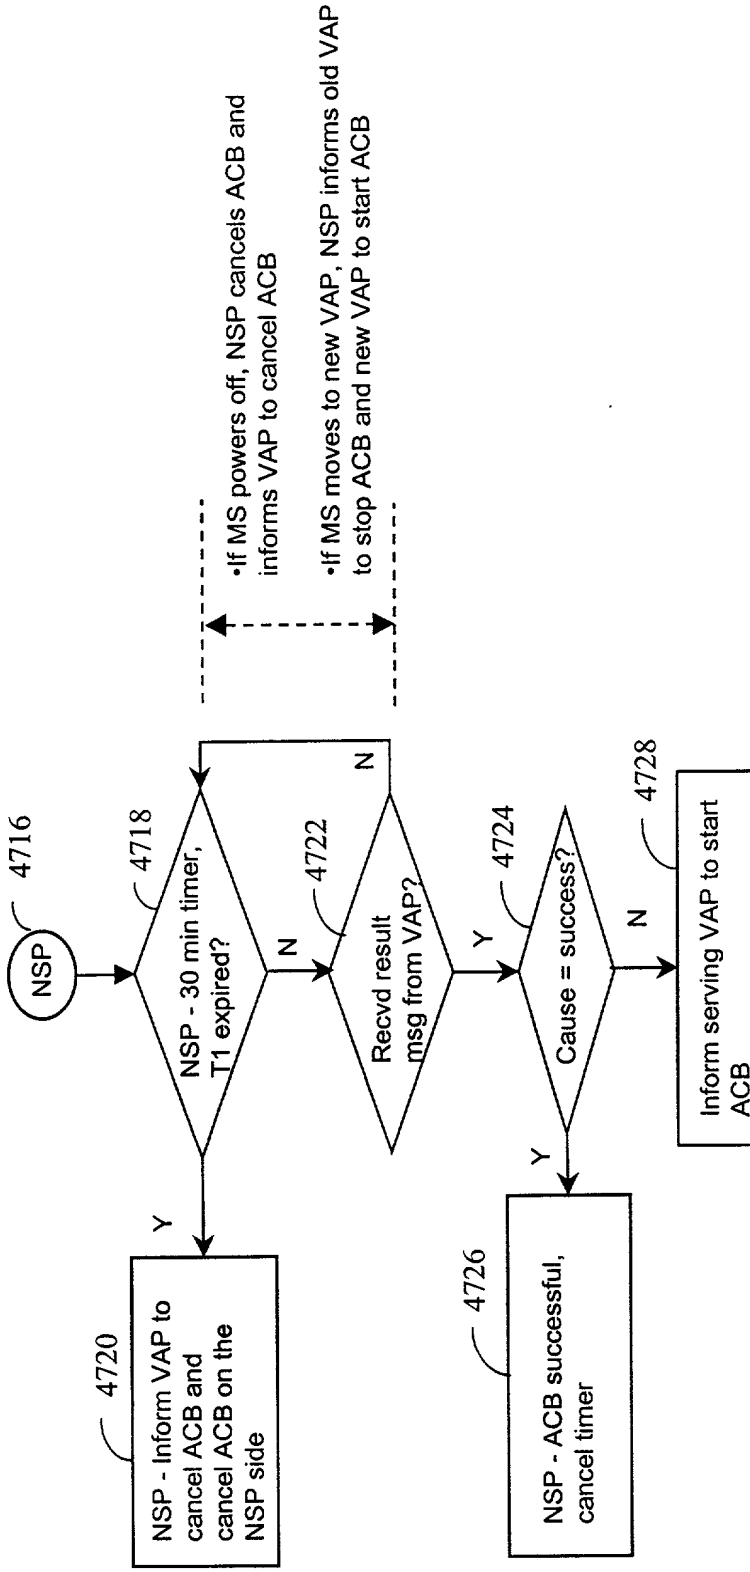 NSP
4716
NSP - 30 min timer,
T1 expired?
4718
Y
N
NSP - Inform VAP to
cancel ACB and
cancel ACB on the
NSP side
4720
Recvd result
msg from VAP?
4722
N
Y
Cause = success?
4724
Y
N
NSP - ACB successful,
cancel timer
4726
Inform serving VAP to start
ACB
4728
•If MS powers off, NSP cancels ACB and
informs VAP to cancel ACB
•If MS moves to new VAP, NSP informs old VAP
to stop ACB and new VAP to start ACB